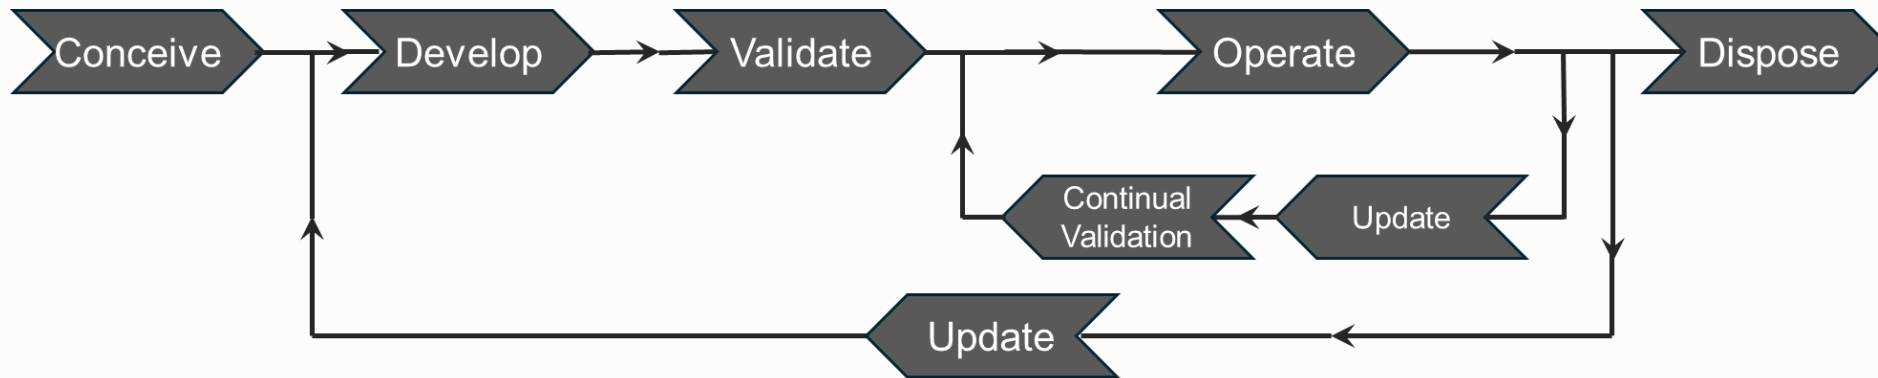 Conceive
Develop
Validate
Operate
Dispose
Continual
Validation
Update
Update